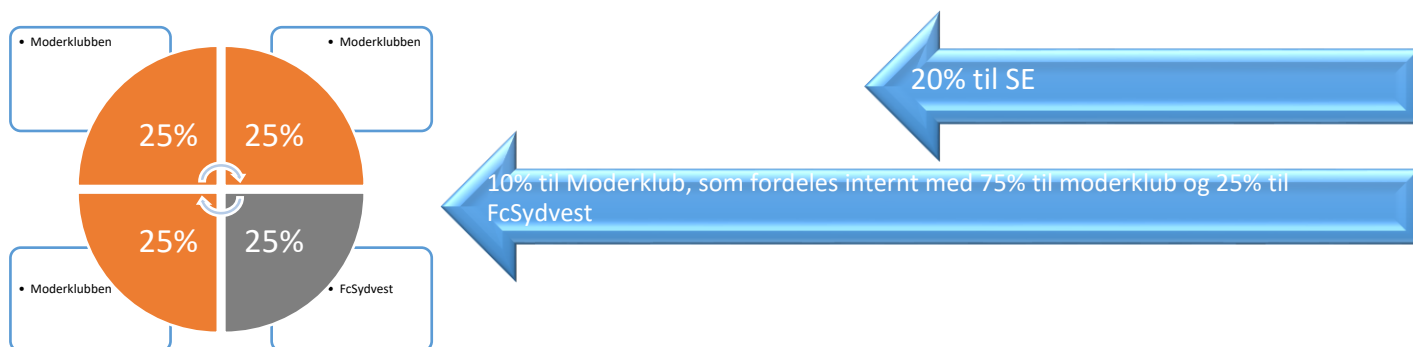 • Moderklubben
• Moderklubben
25%
25%
25%
25%
• Moderklubben
• FcSydvest
20% til SE
10% til Moderklub, som fordeles internt med 75% til moderklub og 25% til
FcSydvest